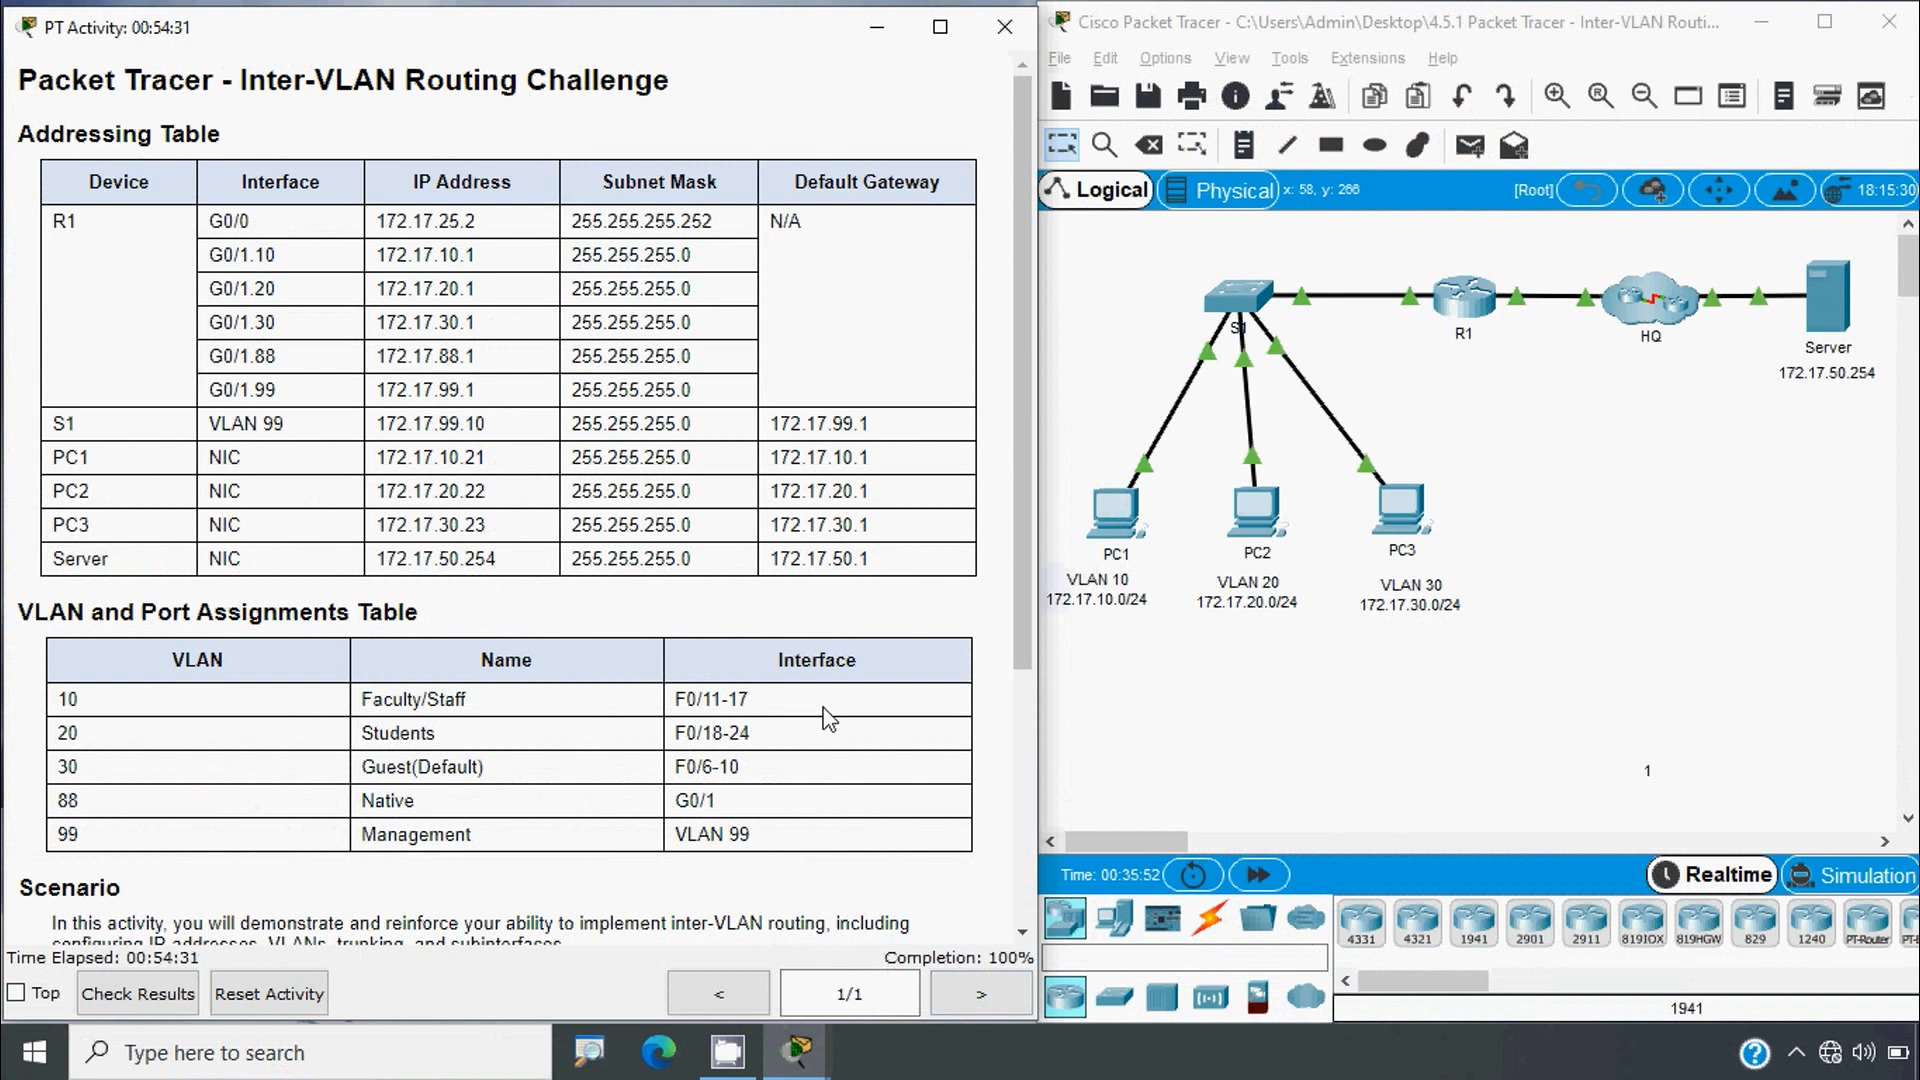 PT Activity: 00:54:31
Packet Tracer - Inter-VLAN Routing Challenge
Addressing Table
Device Interface IP Address Subnet Mask Default Gateway
R1 G0/0 172.17.25.2 255.255.255.252 N/A
G0/1.10 172.17.10.1 255.255.255.0
G0/1.20 172.17.20.1 255.255.255.0
G0/1.30 172.17.30.1 255.255.255.0
G0/1.88 172.17.88.1 255.255.255.0
G0/1.99 172.17.99.1 255.255.255.0
S1 VLAN 99 172.17.99.10 255.255.255.0 172.17.99.1
PC1 NIC 172.17.10.21 255.255.255.0 172.17.10.1
PC2 NIC 172.17.20.22 255.255.255.0 172.17.20.1
PC3 NIC 172.17.30.23 255.255.255.0 172.17.30.1
Server NIC 172.17.50.254 255.255.255.0 172.17.50.1
VLAN and Port Assignments Table
VLAN Name Interface
10 Faculty/Staff F0/11-17
20 Students F0/18-24
30 Guest(Default) F0/6-10
88 Native G0/1
99 Management VLAN 99
Scenario
In this activity, you will demonstrate and reinforce your ability to implement inter-VLAN routing, including
configuring IP addresses, VLANs, trunking, and subinterfaces.
Time Elapsed: 00:54:31 Completion: 100%
Top Check Results Reset Activity < 1/1 >
Cisco Packet Tracer - C:\Users\Admin\Desktop\4.5.1 Packet Tracer - Inter-VLAN Routi...
File Edit Options View Tools Extensions Help
Logical Physical x: 58, y: 266 [Root] 18:15:30
S1
R1
HQ
Server
172.17.50.254
PC1 PC2 PC3
VLAN 10 VLAN 20 VLAN 30
172.17.10.0/24 172.17.20.0/24 172.17.30.0/24
1
Time: 00:35:52 Realtime Simulation
4331 4321 1941 2901 2911 819IOX 819HGW 829 1240 PT-Router
1941
Type here to search